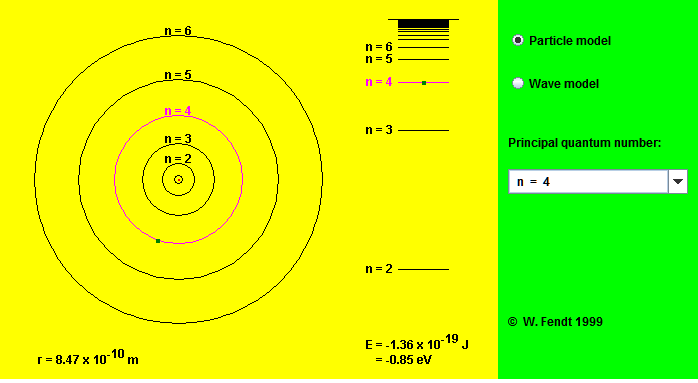 n = 6
n = 5
n = 4
n = 3
n = 2
r = 8.47 x 10⁻¹⁰ m
n = 6
n = 5
n = 4
n = 3
n = 2
E = -1.36 x 10⁻¹⁹ J
= -0.85 eV
Particle model
Wave model
Principal quantum number:
n = 4
© W. Fendt 1999